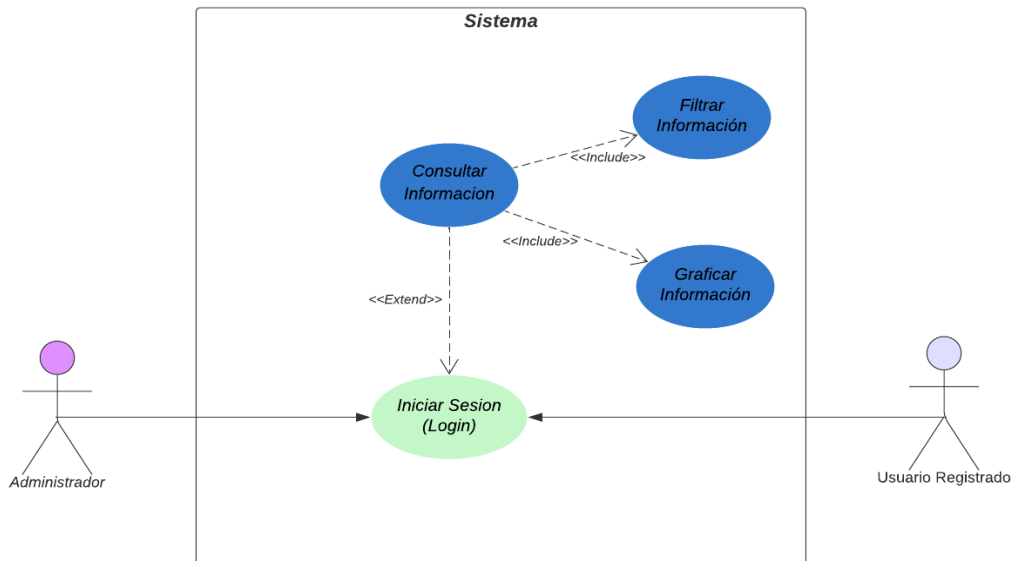 Sistema
Filtrar
Información
<<Include>>
Consultar
Informacion
<<Include>>
Graficar
Información
<<Extend>>
Iniciar Sesion
(Login)
Administrador
Usuario Registrado